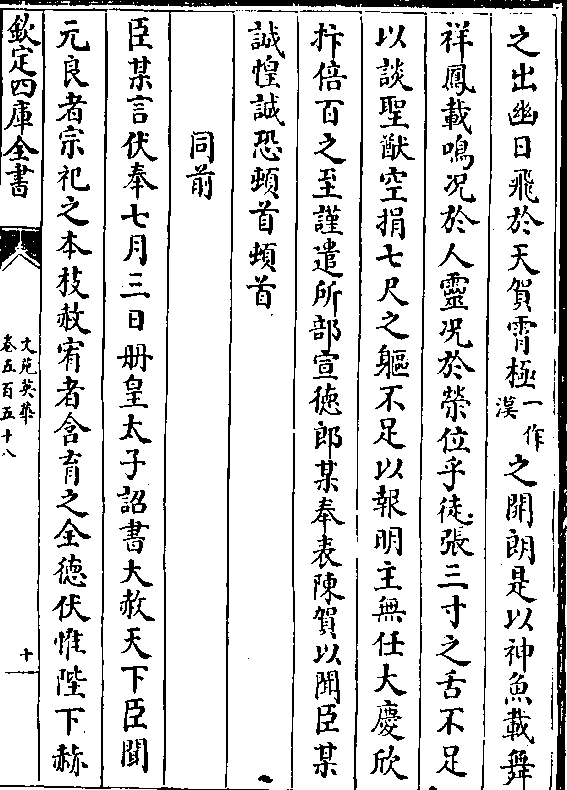 之出幽日飛於天賀霄極一作漢之開朗是以神魚載舞
祥鳳載鳴况於人靈况於榮位乎徒張三寸之舌不足
以談聖猷空捐七尺之軀不足以報明主無任大慶欣
抃倍百之至謹遣所部宣德郎某奉表陳賀以聞臣某
誠惶誠恐頓首頓首
同前
臣某言伏奉七月三日冊皇太子詔書大赦天下臣聞
元良者宗祀之本枝赦宥者含育之全德伏惟陛下赫
欽定四庫全書
文苑英華
卷五百五十八
十